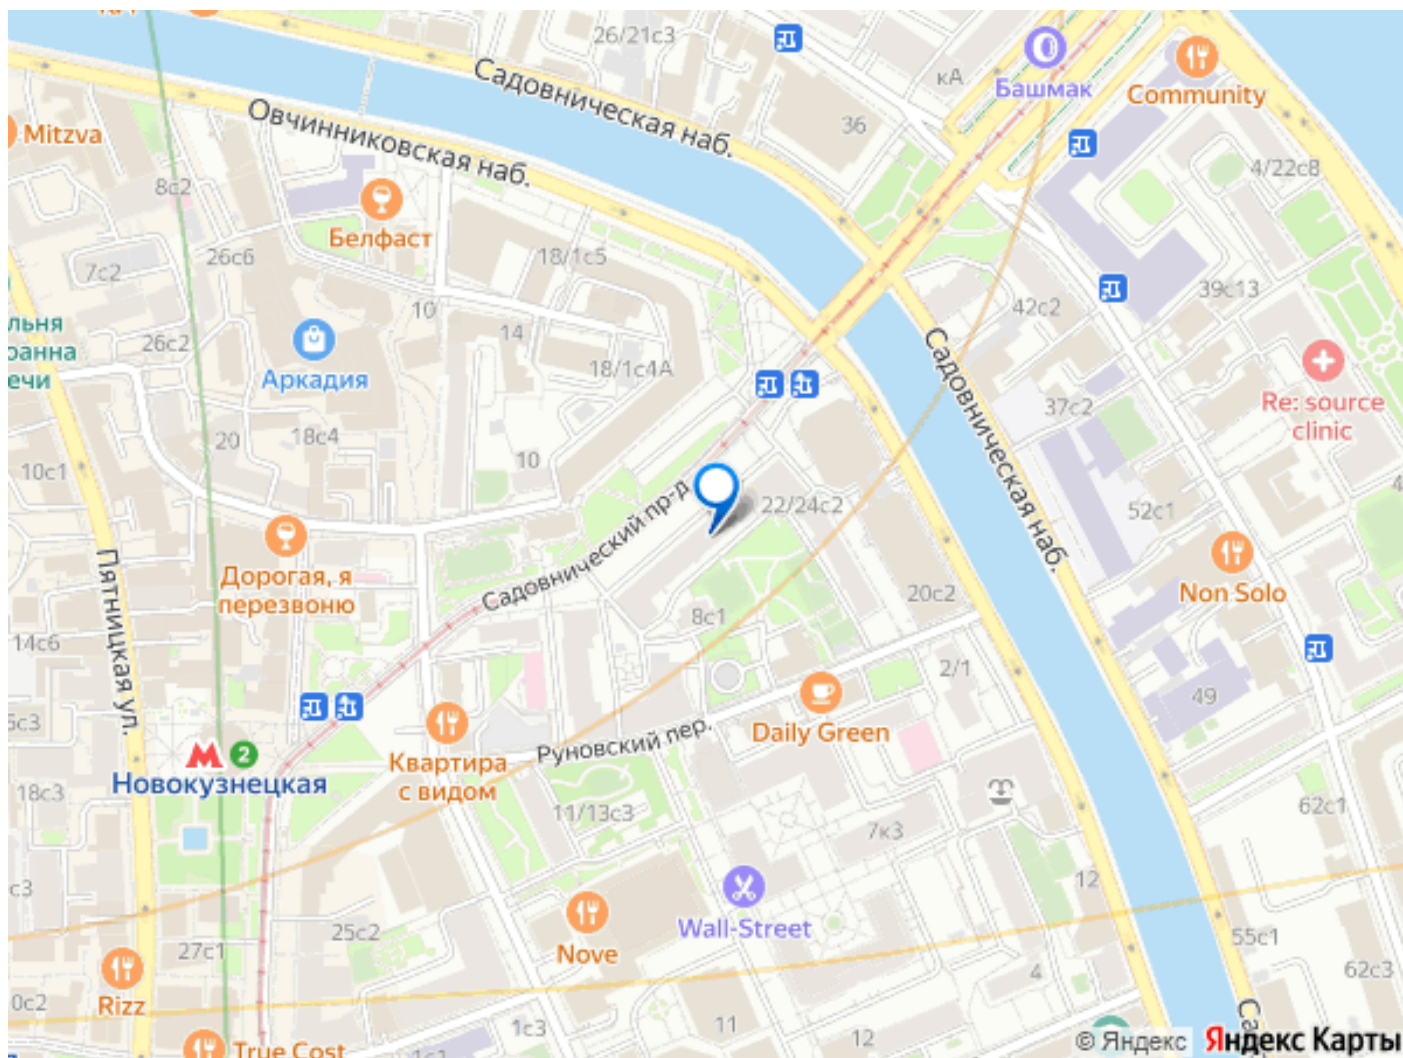 26/21с3
Садовническая наб.
Башмак
кА
Community
36
Mitzva
Овчинниковская наб.
8с2
4/22с8
Белфаст
26с6
18/1с5
7с2
39с13
42с2
10
14
26с2
18/1с4А
Аркадия
Садовническая наб.
Re: source
clinic
37с2
20
18с4
10с1
10
Садовнический пр-д
22/24с2
52с1
Пятницкая ул.
Дорогая, я
перезвоню
Non Solo
20с2
8с1
14с6
2/1
49
Daily Green
Руновский пер.
Квартира
с видом
М 2
Новокузнецкая
18с3
11/13с3
62с1
7к3
12
Wall-Street
25с2
Nove
27с1
55с1
62с3
4
Rizz
1с3
11
12
True Cost
© Яндекс Яндекс Карты